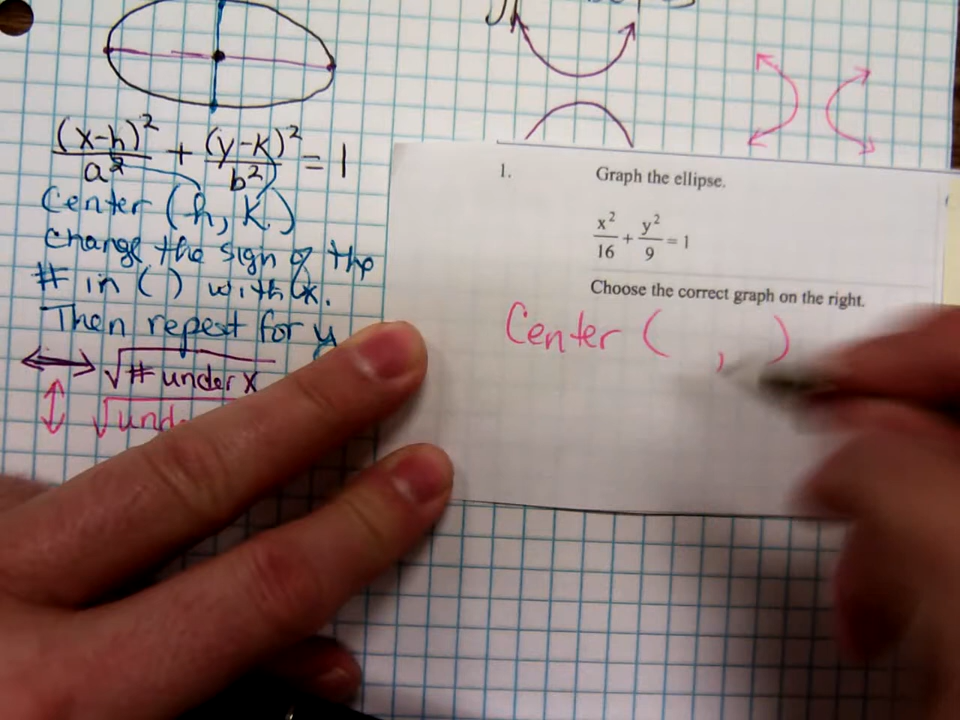 (x-h)² / a² + (y-k)² / b² = 1
Center (h, k)
change the sign of the
# in ( ) with x.
Then repeat for y
√# under x
√und
1. Graph the ellipse.
x²/16 + y²/9 = 1
Choose the correct graph on the right.
Center ( , )